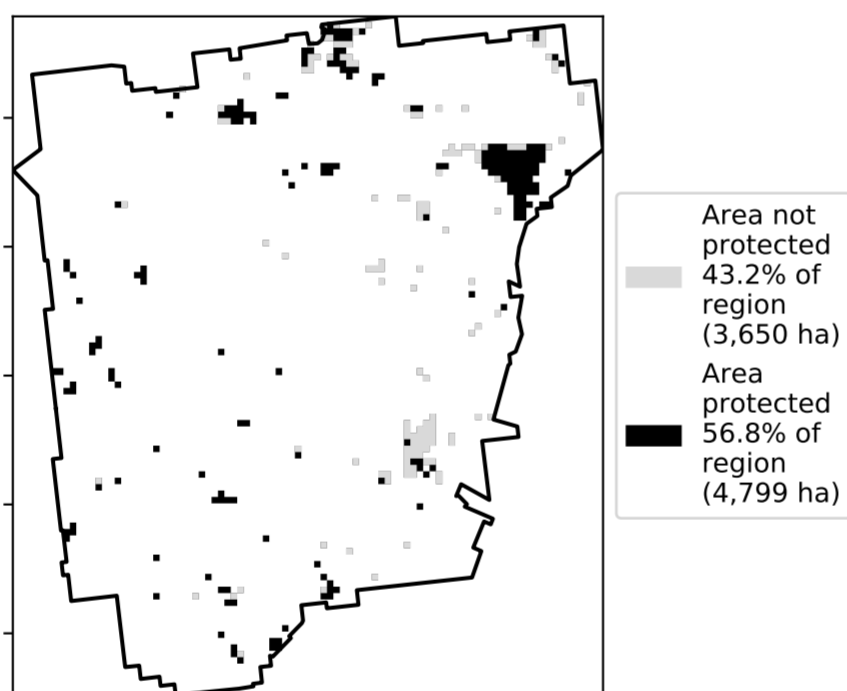 Area not
protected
43.2% of
region
(3,650 ha)
Area
protected
56.8% of
region
(4,799 ha)